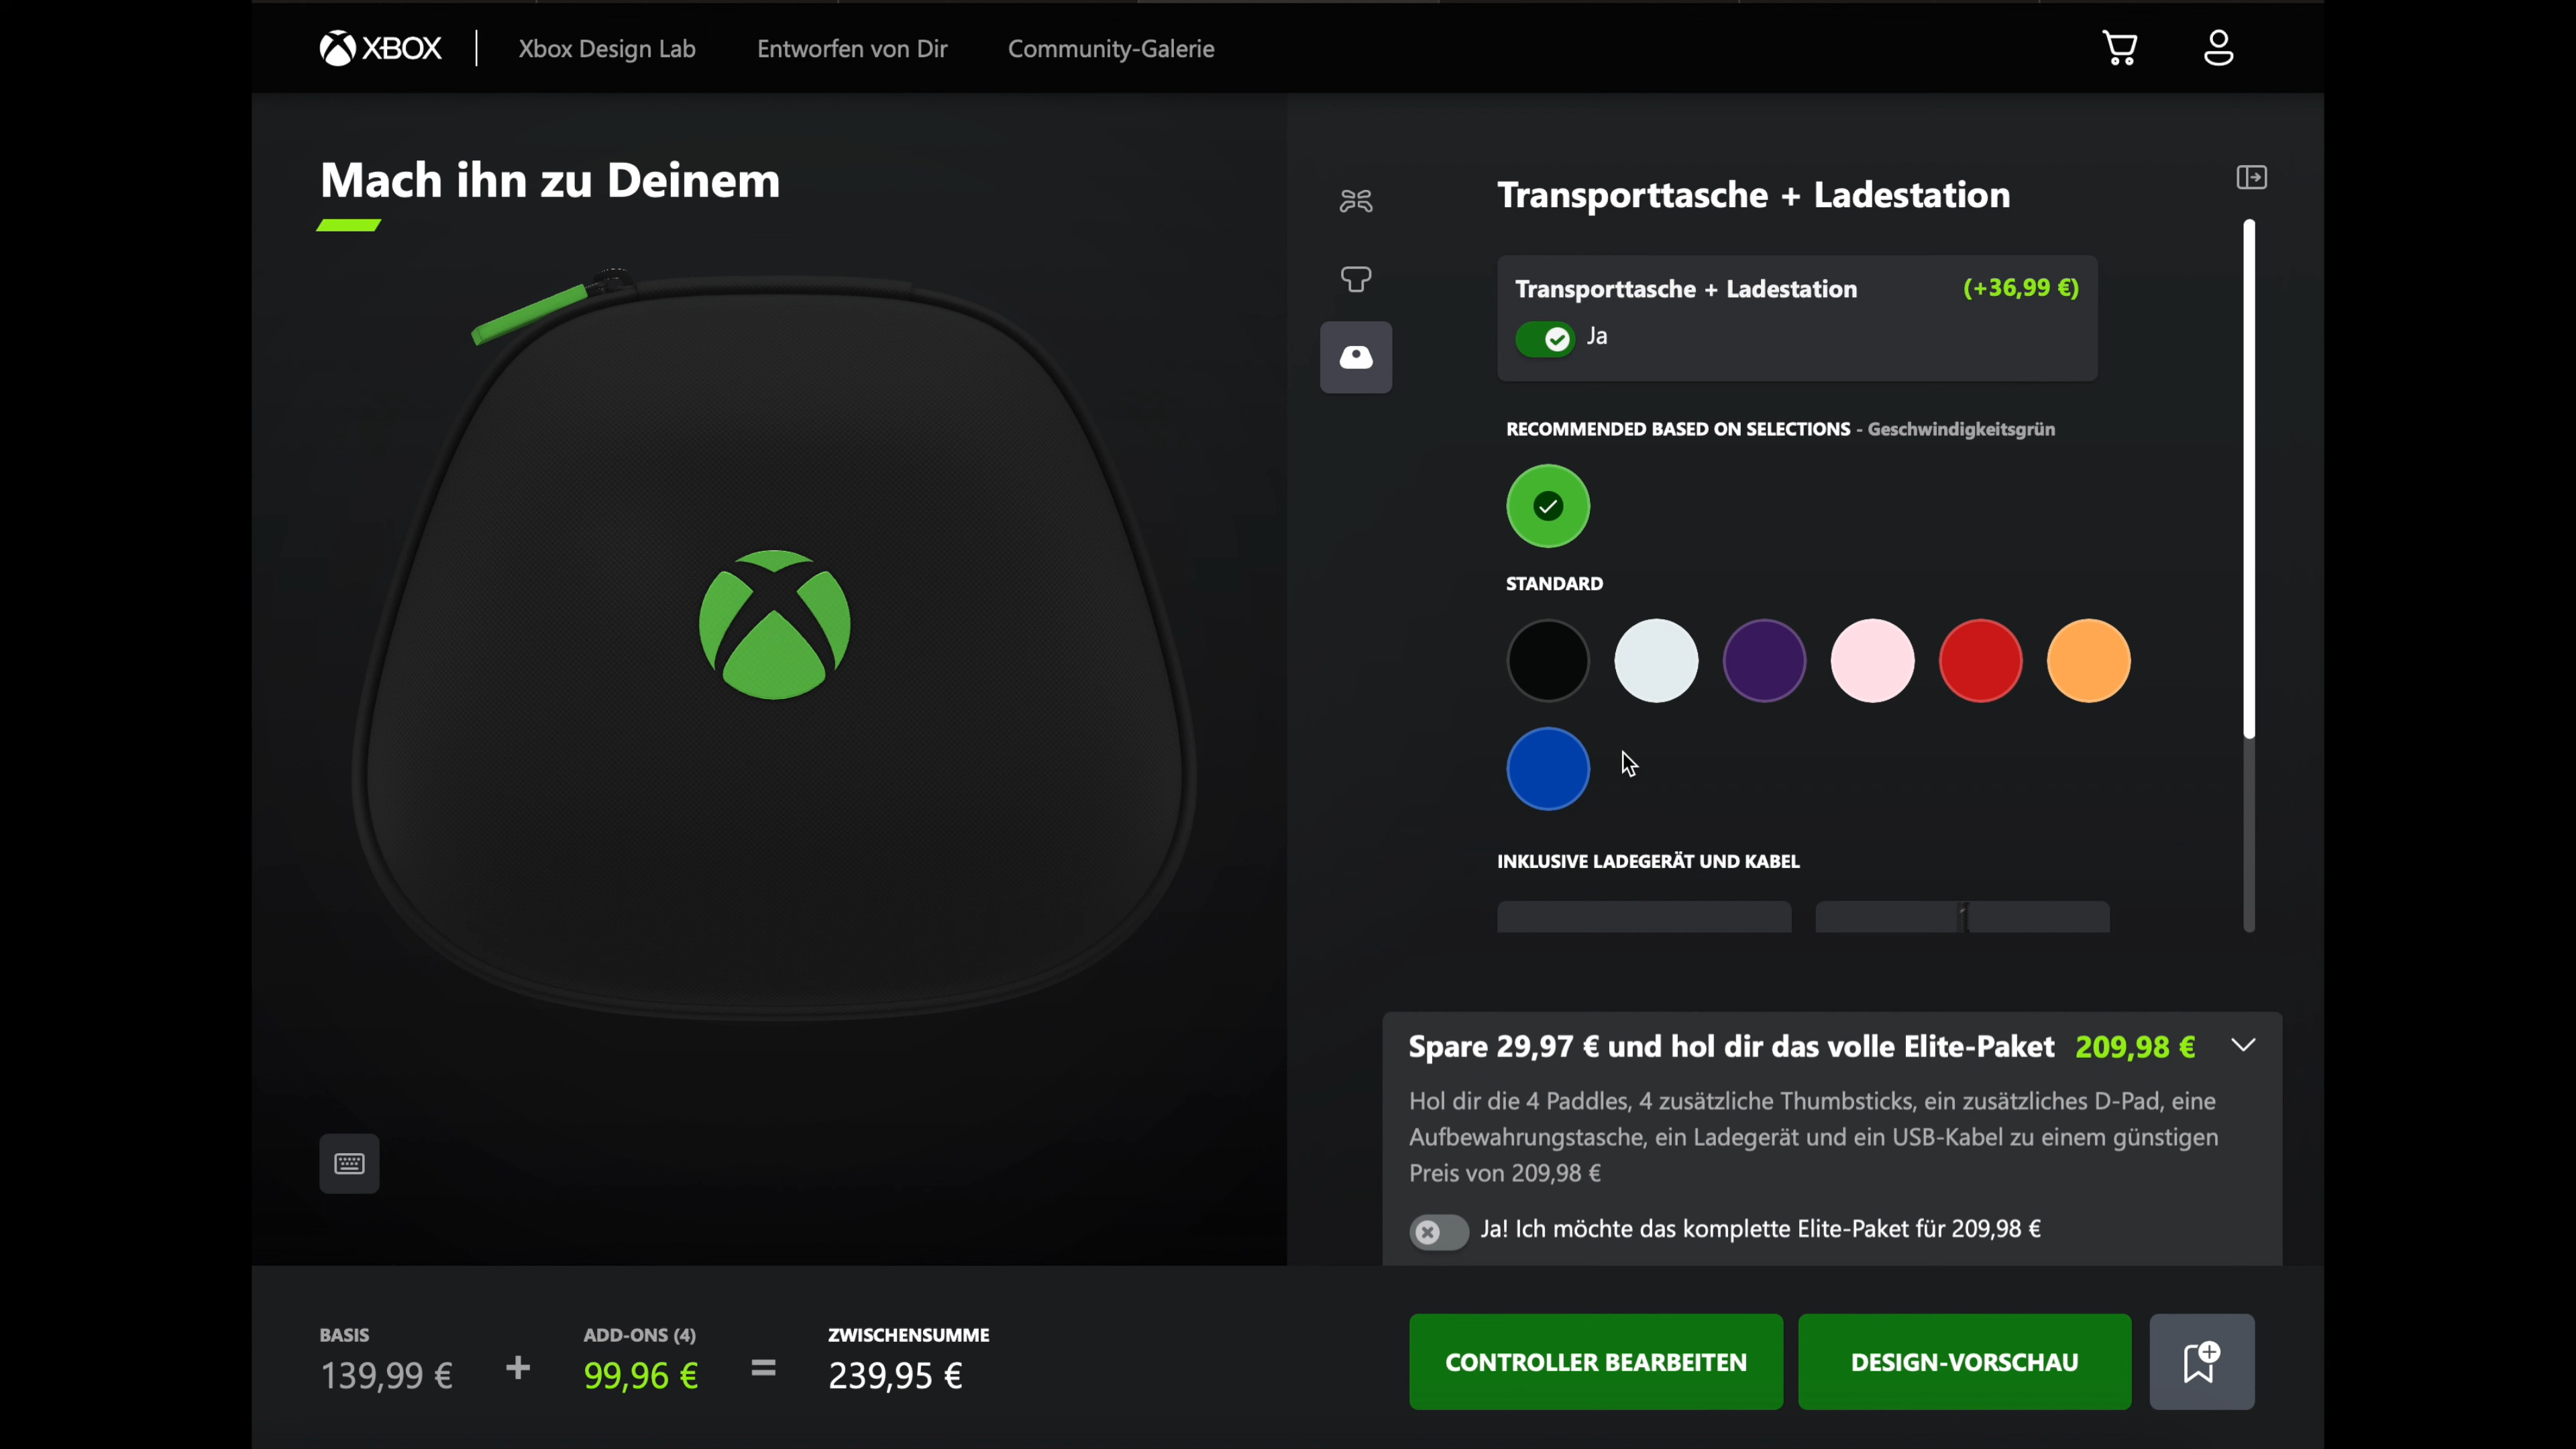 XBOX
Xbox Design Lab
Entworfen von Dir
Community-Galerie
Mach ihn zu Deinem
Transporttasche + Ladestation
Transporttasche + Ladestation (+36,99 €)
Ja
RECOMMENDED BASED ON SELECTIONS - Geschwindigkeitsgrün
STANDARD
INKLUSIVE LADEGERÄT UND KABEL
Spare 29,97 € und hol dir das volle Elite-Paket 209,98 €
Hol dir die 4 Paddles, 4 zusätzliche Thumbsticks, ein zusätzliches D-Pad, eine
Aufbewahrungstasche, ein Ladegerät und ein USB-Kabel zu einem günstigen
Preis von 209,98 €
Ja! Ich möchte das komplette Elite-Paket für 209,98 €
BASIS
139,99 €
+
ADD-ONS (4)
99,96 €
=
ZWISCHENSUMME
239,95 €
CONTROLLER BEARBEITEN
DESIGN-VORSCHAU